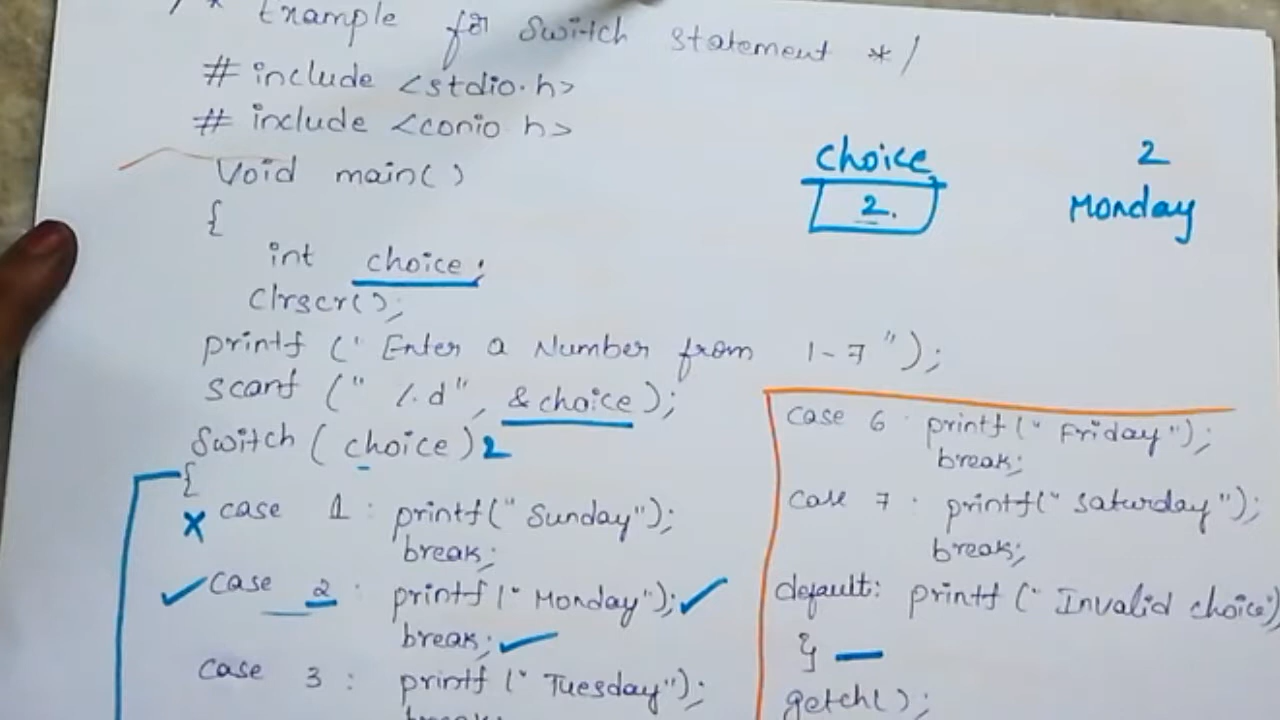 /* Example for Switch statement */
# include <stdio.h>
# include <conio.h>
void main()
{
int choice;
clrscr();
printf (" Enter a Number from 1-7 ");
scanf (" %d", &choice);
Switch ( choice) 2
{
case 1 : printf(" Sunday");
break;
case 2 : printf(" Monday");
break;
case 3 : printf (" Tuesday");
break;
choice
2.
2
Monday
case 6 : printf(" Friday");
break;
case 7 : printf(" saturday");
break;
default: printf (" Invalid choice")
}
getch();